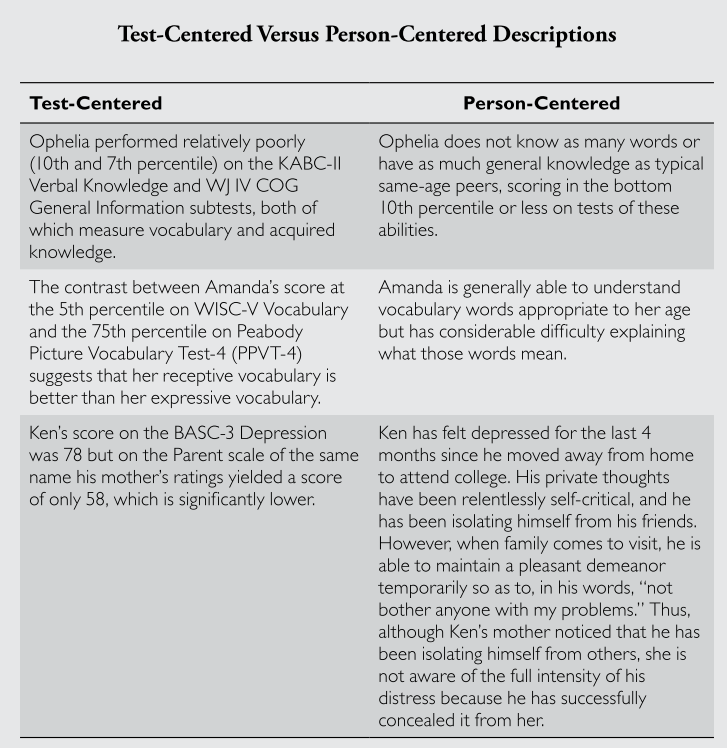 Test-Centered Versus Person-Centered Descriptions
Test-Centered
Person-Centered
Ophelia performed relatively poorly
(10th and 7th percentile) on the KABC-II
Verbal Knowledge and WJ IV COG
General Information subtests, both of
which measure vocabulary and acquired
knowledge.
Ophelia does not know as many words or
have as much general knowledge as typical
same-age peers, scoring in the bottom
10th percentile or less on tests of these
abilities.
The contrast between Amanda's score at
the 5th percentile on WISC-V Vocabulary
and the 75th percentile on Peabody
Picture Vocabulary Test-4 (PPVT-4)
suggests that her receptive vocabulary is
better than her expressive vocabulary.
Amanda is generally able to understand
vocabulary words appropriate to her age
but has considerable difficulty explaining
what those words mean.
Ken's score on the BASC-3 Depression
was 78 but on the Parent scale of the same
name his mother's ratings yielded a score
of only 58, which is significantly lower.
Ken has felt depressed for the last 4
months since he moved away from home
to attend college. His private thoughts
have been relentlessly self-critical, and he
has been isolating himself from his friends.
However, when family comes to visit, he is
able to maintain a pleasant demeanor
temporarily so as to, in his words, “not
bother anyone with my problems.” Thus,
although Ken's mother noticed that he has
been isolating himself from others, she is
not aware of the full intensity of his
distress because he has successfully
concealed it from her.